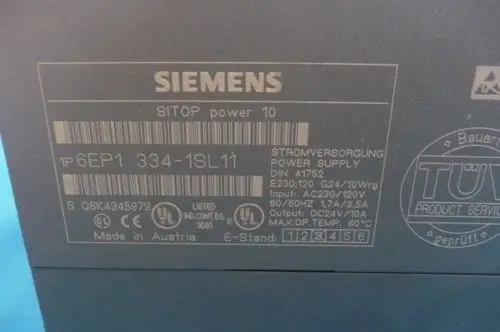 SIEMENS
SITOP power 10
1P 6EP1 334-1SL11
S Q6K4345979
STROMVERSORGUNG
POWER SUPPLY
DIN 41752
E230/120 G24/10Wrg
Input: AC230/120V
50/60HZ 1,7A/3,5A
Output: DC24V/10A
MAX.OP.TEMP. 60°C
UL
LISTED
IND.CONT.EQ.
Made in Austria
E-Stand: 1 2 3 4 5 6
Bauart
TÜV
PRODUCT SERVICE
geprüft